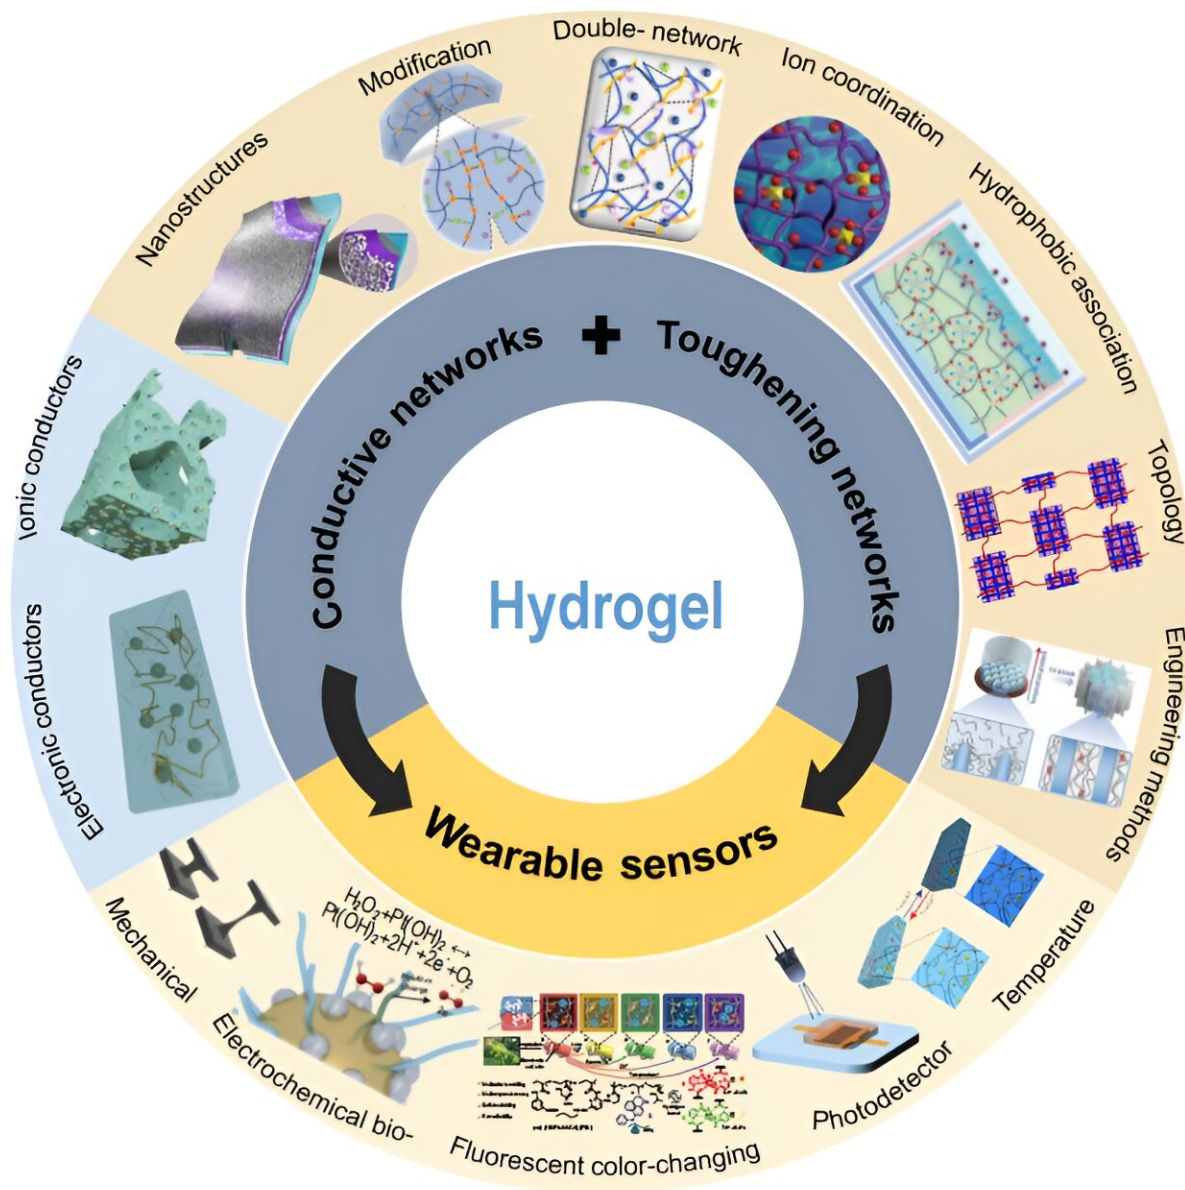 Double- network
Ion coordination
Hydrophobic association
Topology
Engineering methods
Temperature
Photodetector
Fluorescent color-changing
Electrochemical bio-
Mechanical
Electronic conductors
Ionic conductors
Nanostructures
Modification
Conductive networks
+
Toughening networks
Hydrogel
Wearable sensors
H₂O₂+Pt(OH)₂ ↔
Pt(OH)₂+2H⁺+2e⁻+O₂